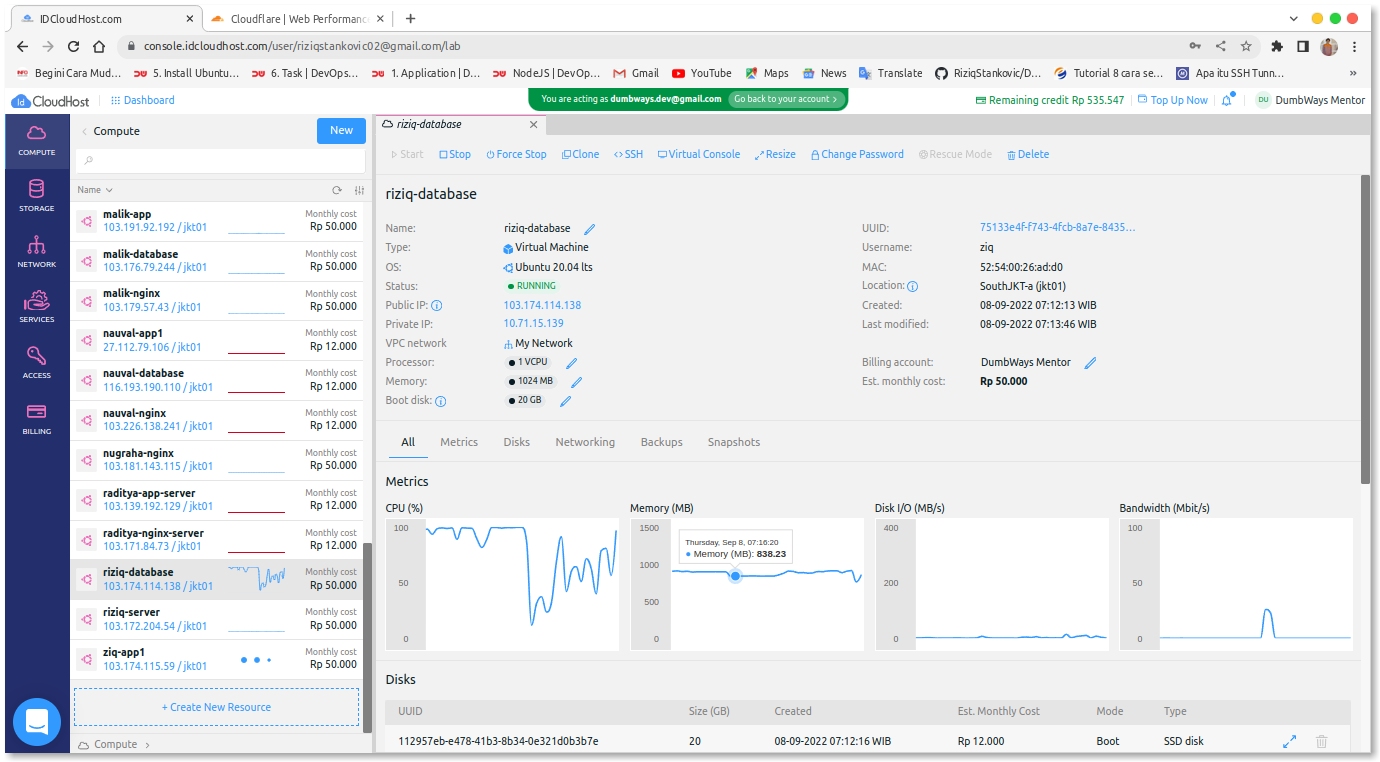 IDCloudHost.com
Cloudflare | Web Performanc
console.idcloudhost.com/user/riziqstankovic02@gmail.com/lab
Begini Cara Mud...
5. Install Ubuntu...
6. Task | DevOps...
1. Application | D...
NodeJS | DevOp...
Gmail
YouTube
Maps
News
Translate
RiziqStankovic/D...
Tutorial 8 cara se...
Apa itu SSH Tunn...
»
Id CloudHost
Dashboard
You are acting as dumbways.dev@gmail.com
Go back to your account >
Remaining credit Rp 535.547
Top Up Now
DU
DumbWays Mentor
COMPUTE
STORAGE
NETWORK
SERVICES
ACCESS
BILLING
Compute
New
Name
malik-app
103.191.92.192 / jkt01
Monthly cost
Rp 50.000
malik-database
103.176.79.244 / jkt01
Monthly cost
Rp 50.000
malik-nginx
103.179.57.43 / jkt01
Monthly cost
Rp 50.000
nauval-app1
27.112.79.106 / jkt01
Monthly cost
Rp 12.000
nauval-database
116.193.190.110 / jkt01
Monthly cost
Rp 12.000
nauval-nginx
103.226.138.241 / jkt01
Monthly cost
Rp 12.000
nugraha-nginx
103.181.143.115 / jkt01
Monthly cost
Rp 50.000
raditya-app-server
103.139.192.129 / jkt01
Monthly cost
Rp 12.000
raditya-nginx-server
103.171.84.73 / jkt01
Monthly cost
Rp 12.000
riziq-database
103.174.114.138 / jkt01
Monthly cost
Rp 50.000
riziq-server
103.172.204.54 / jkt01
Monthly cost
Rp 50.000
ziq-app1
103.174.115.59 / jkt01
Monthly cost
Rp 50.000
+ Create New Resource
Compute >
riziq-database
Start
Stop
Force Stop
Clone
SSH
Virtual Console
Resize
Change Password
Rescue Mode
Delete
riziq-database
Name: riziq-database
Type: Virtual Machine
OS: Ubuntu 20.04 lts
Status: RUNNING
Public IP: 103.174.114.138
Private IP: 10.71.15.139
VPC network My Network
Processor: 1 VCPU
Memory: 1024 MB
Boot disk: 20 GB
UUID: 75133e4f-f743-4fcb-8a7e-8435...
Username: ziq
MAC: 52:54:00:26:ad:d0
Location: SouthJKT-a (jkt01)
Created: 08-09-2022 07:12:13 WIB
Last modified: 08-09-2022 07:13:46 WIB
Billing account: DumbWays Mentor
Est. monthly cost: Rp 50.000
All
Metrics
Disks
Networking
Backups
Snapshots
Metrics
CPU (%)
100
50
0
Memory (MB)
1500
1000
500
0
Thursday, Sep 8, 07:16:20
Memory (MB): 838.23
Disk I/O (MB/s)
400
200
0
Bandwidth (Mbit/s)
100
50
0
Disks
UUID Size (GB) Created Est. Monthly Cost Mode Type
112957eb-e478-41b3-8b34-0e321d0b3b7e 20 08-09-2022 07:12:16 WIB Rp 12.000 Boot SSD disk